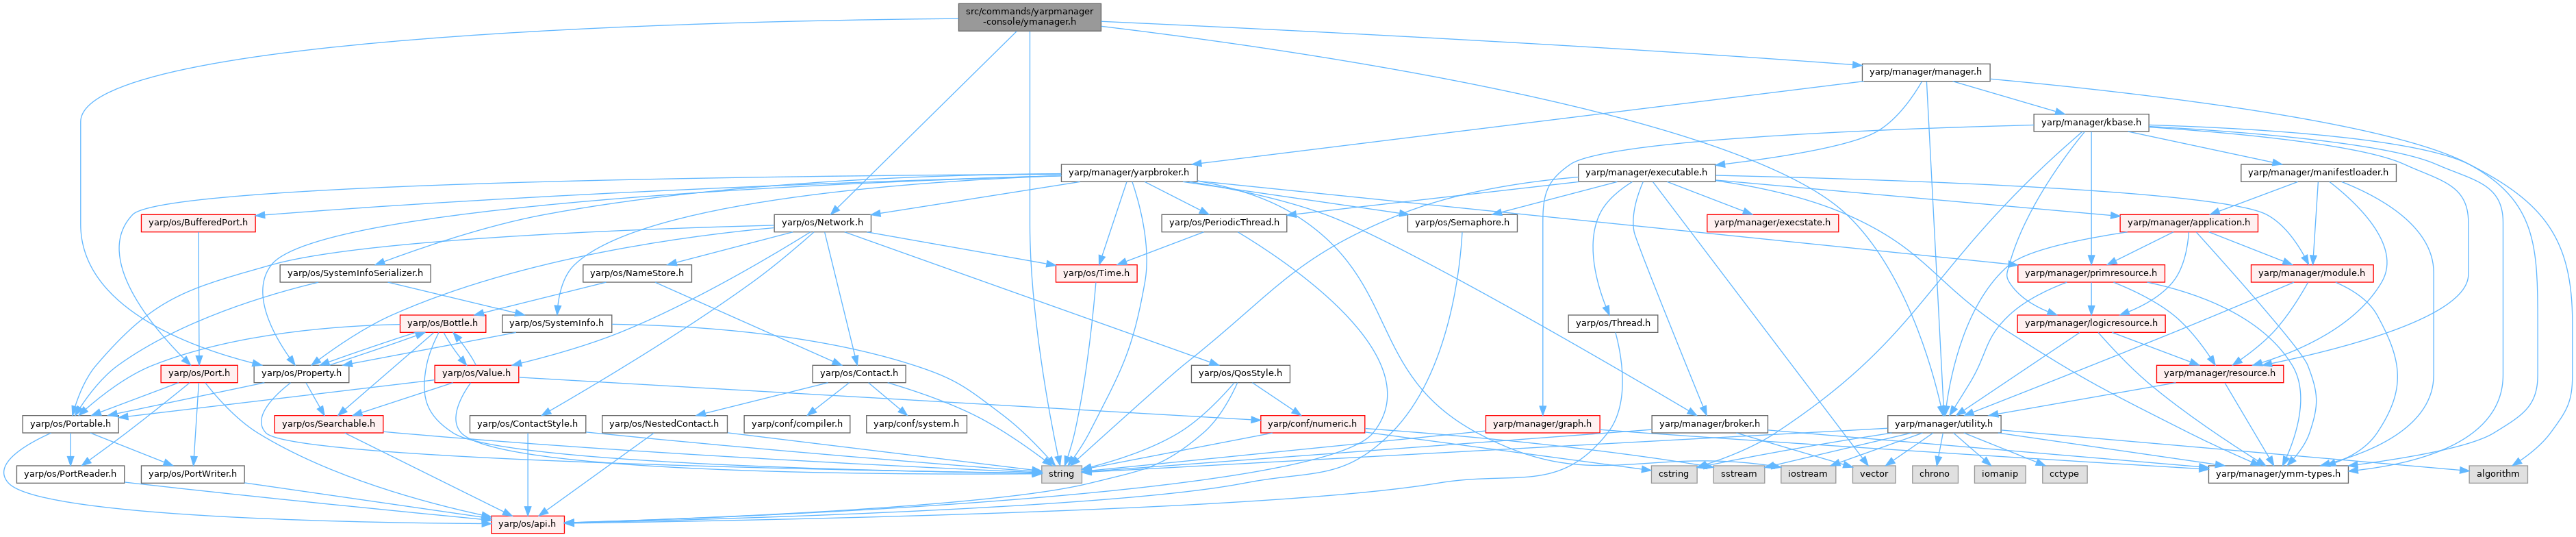 src/commands/yarpmanager
-console/ymanager.h
yarp/manager/manager.h
yarp/manager/kbase.h
yarp/manager/yarpbroker.h
yarp/manager/executable.h
yarp/manager/manifestloader.h
yarp/os/BufferedPort.h
yarp/os/Network.h
yarp/os/PeriodicThread.h
yarp/os/Semaphore.h
yarp/manager/execstate.h
yarp/manager/application.h
yarp/os/SystemInfoSerializer.h
yarp/os/NameStore.h
yarp/os/Time.h
yarp/manager/primresource.h
yarp/manager/module.h
yarp/os/Bottle.h
yarp/os/SystemInfo.h
yarp/os/Thread.h
yarp/manager/logicresource.h
yarp/os/Port.h
yarp/os/Property.h
yarp/os/Value.h
yarp/os/Contact.h
yarp/os/QosStyle.h
yarp/manager/resource.h
yarp/os/Portable.h
yarp/os/Searchable.h
yarp/os/ContactStyle.h
yarp/os/NestedContact.h
yarp/conf/compiler.h
yarp/conf/system.h
yarp/conf/numeric.h
yarp/manager/graph.h
yarp/manager/broker.h
yarp/manager/utility.h
yarp/os/PortReader.h
yarp/os/PortWriter.h
string
cstring
sstream
iostream
vector
chrono
iomanip
cctype
yarp/manager/ymm-types.h
algorithm
yarp/os/api.h